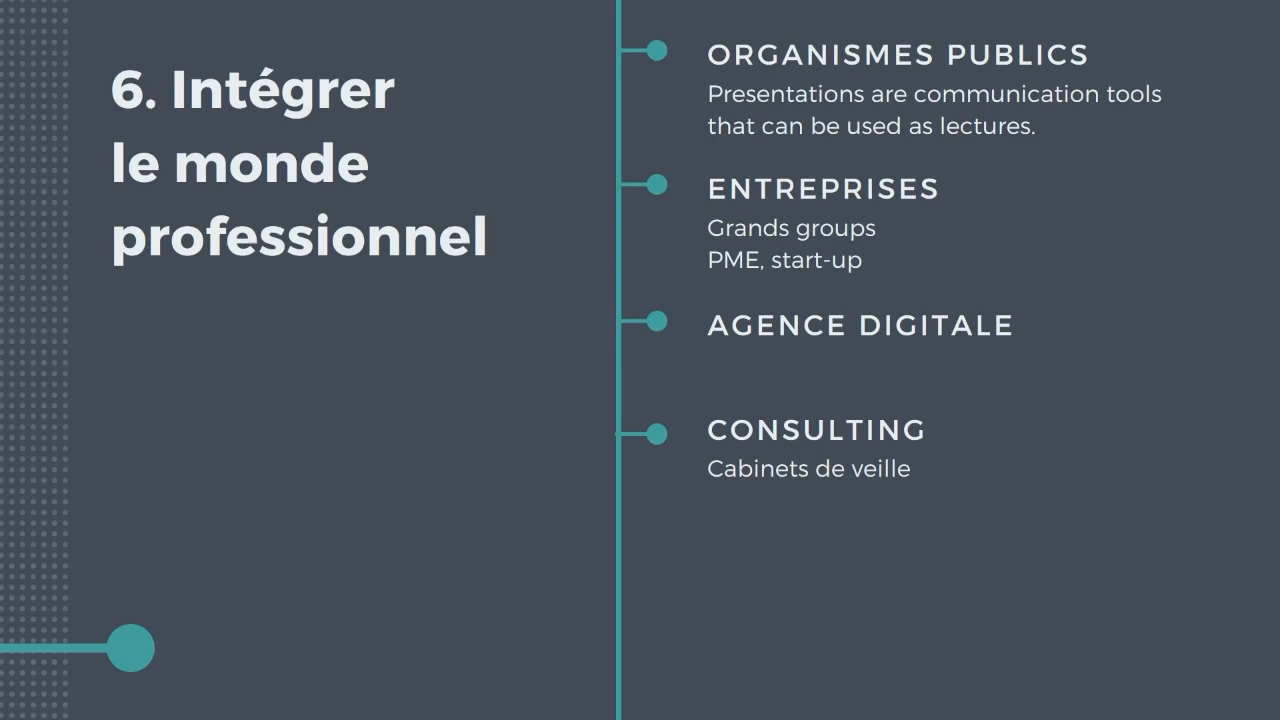 6. Intégrer
le monde
professionnel
ORGANISMES PUBLICS
Presentations are communication tools
that can be used as lectures.
ENTREPRISES
Grands groups
PME, start-up
AGENCE DIGITALE
CONSULTING
Cabinets de veille